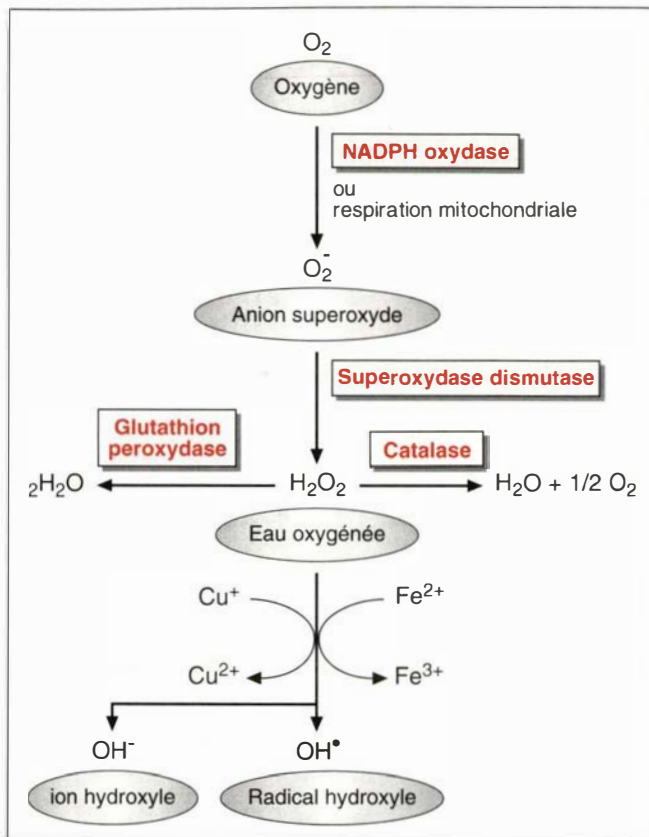 O₂
Oxygène
NADPH oxydase
ou
respiration mitochondriale
O₂⁻
Anion superoxyde
Superoxydase dismutase
Glutathion
peroxydase
Catalase
₂H₂O
H₂O₂
H₂O + 1/2 O₂
Eau oxygénée
Cu⁺
Fe²⁺
Cu²⁺
Fe³⁺
OH⁻
OH•
ion hydroxyle
Radical hydroxyle